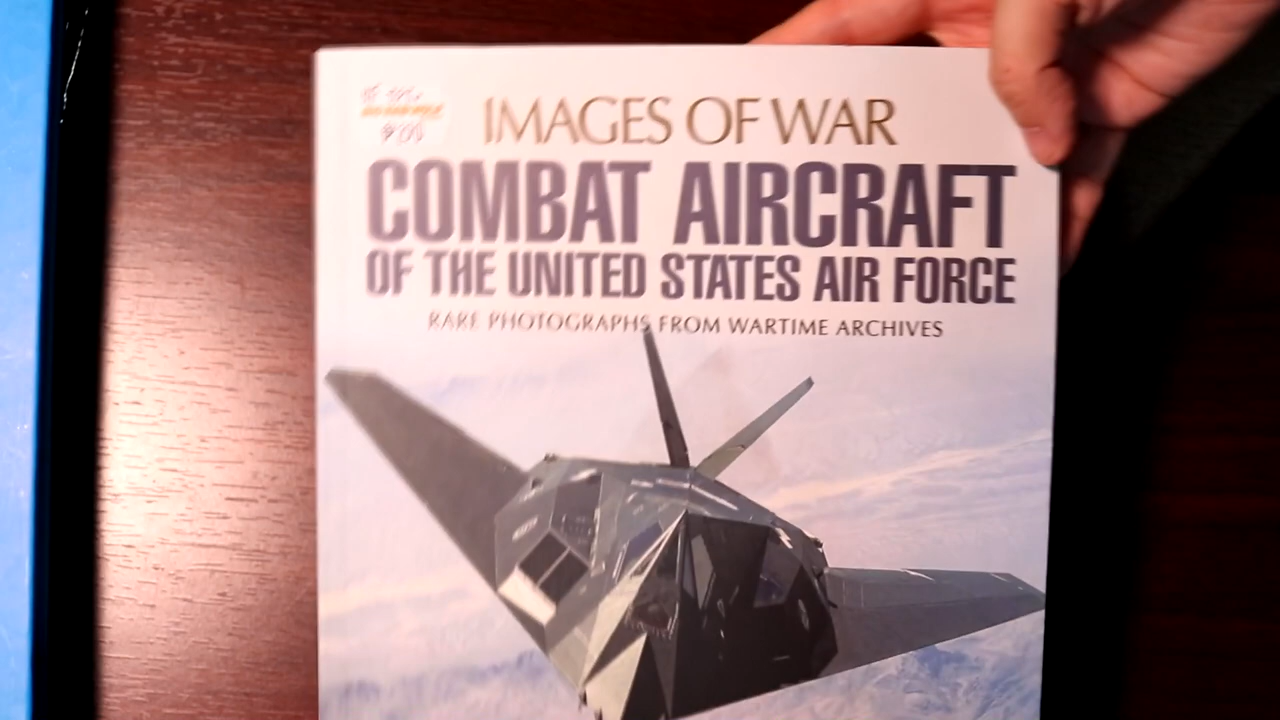 IMAGES OF WAR
COMBAT AIRCRAFT
OF THE UNITED STATES AIR FORCE
RARE PHOTOGRAPHS FROM WARTIME ARCHIVES